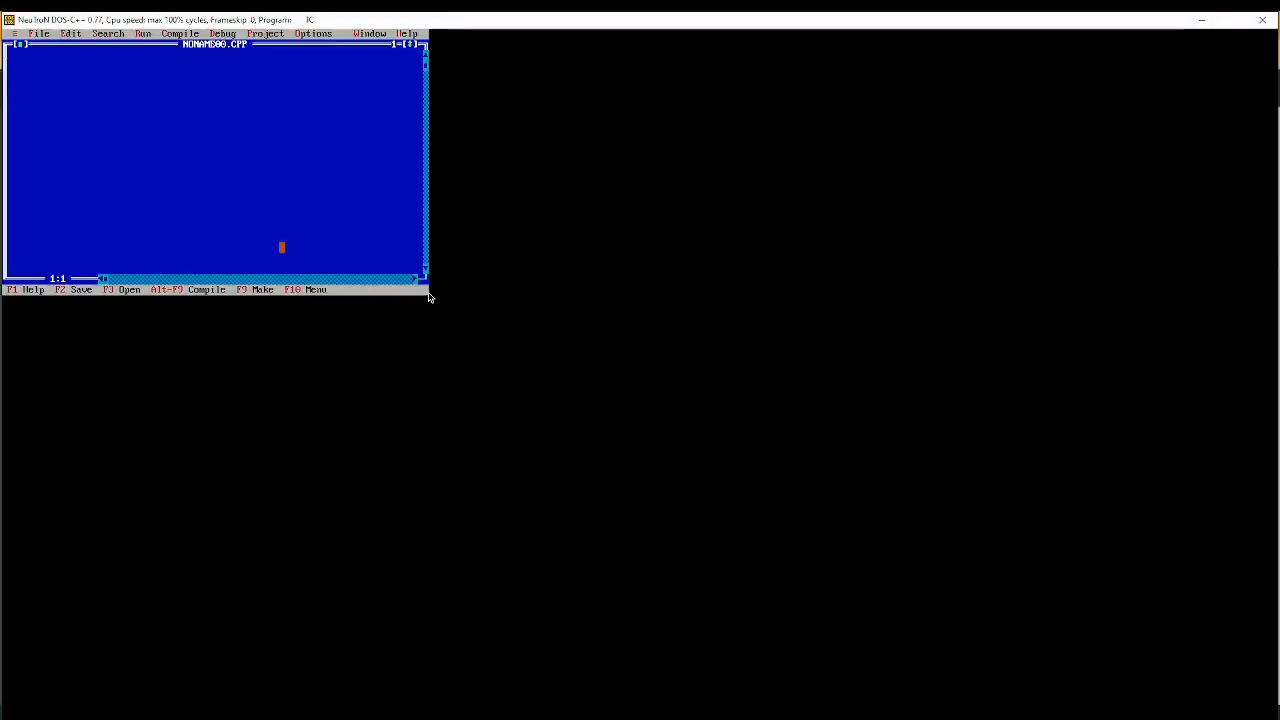 NeuTroN DOS-C++ 0.77, Cpu speed: max 100% cycles, Frameskip 0, Program: TC
≡ File Edit Search Run Compile Debug Project Options Window Help
[■] NONAME00.CPP 1=[↕]
1:1
F1 Help F2 Save F3 Open Alt-F9 Compile F9 Make F10 Menu